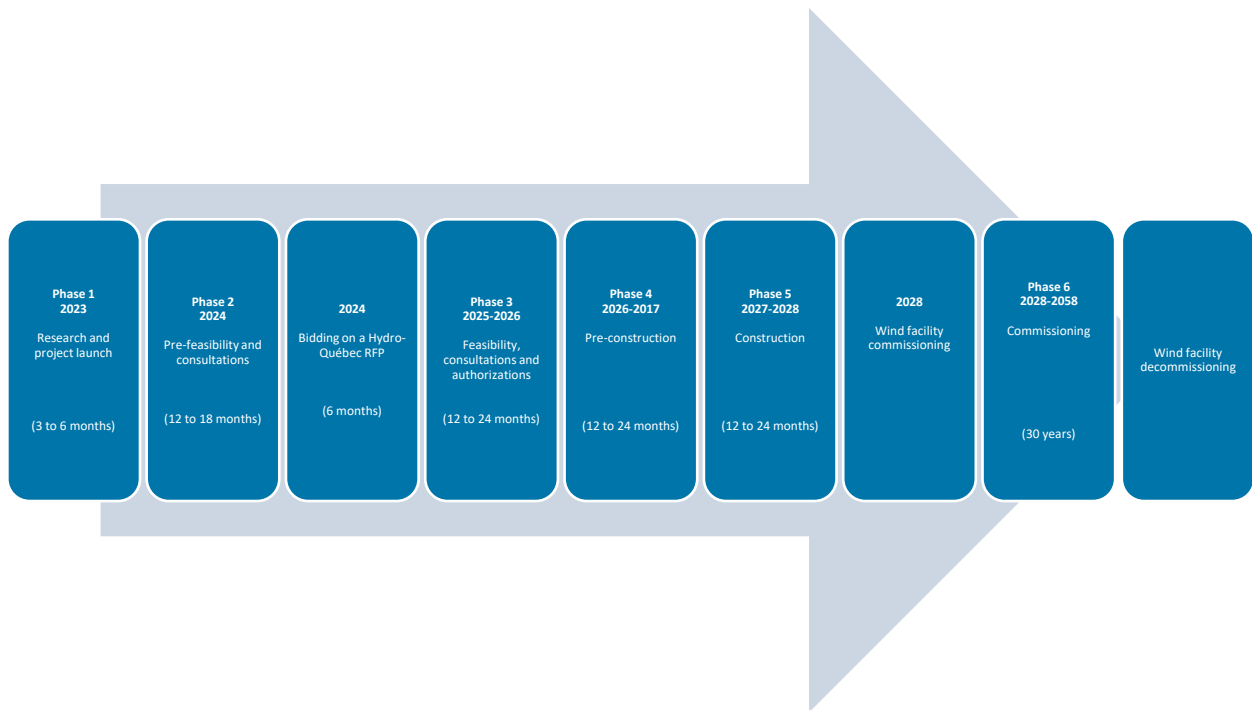 Phase 1
2023
Research and
project launch
(3 to 6 months)
Phase 2
2024
Pre-feasibility and
consultations
(12 to 18 months)
2024
Bidding on a Hydro-
Québec RFP
(6 months)
Phase 3
2025-2026
Feasibility,
consultations and
authorizations
(12 to 24 months)
Phase 4
2026-2017
Pre-construction
(12 to 24 months)
Phase 5
2027-2028
Construction
(12 to 24 months)
2028
Wind facility
commissioning
Phase 6
2028-2058
Commissioning
(30 years)
Wind facility
decommissioning